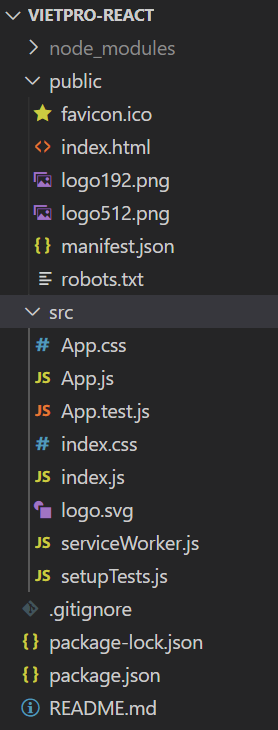 VIETPRO-REACT
node_modules
public
favicon.ico
index.html
logo192.png
logo512.png
manifest.json
robots.txt
src
App.css
App.js
App.test.js
index.css
index.js
logo.svg
serviceWorker.js
setupTests.js
.gitignore
package-lock.json
package.json
README.md